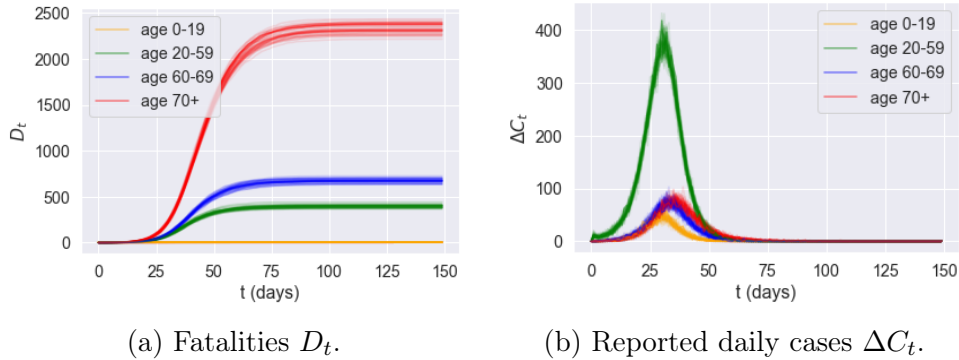 2500
2000
1500
1000
500
0
D_t
age 0-19
age 20-59
age 60-69
age 70+
0 25 50 75 100 125 150
t (days)
(a) Fatalities D_t.
400
300
200
100
0
ΔC_t
age 0-19
age 20-59
age 60-69
age 70+
0 25 50 75 100 125 150
t (days)
(b) Reported daily cases ΔC_t.